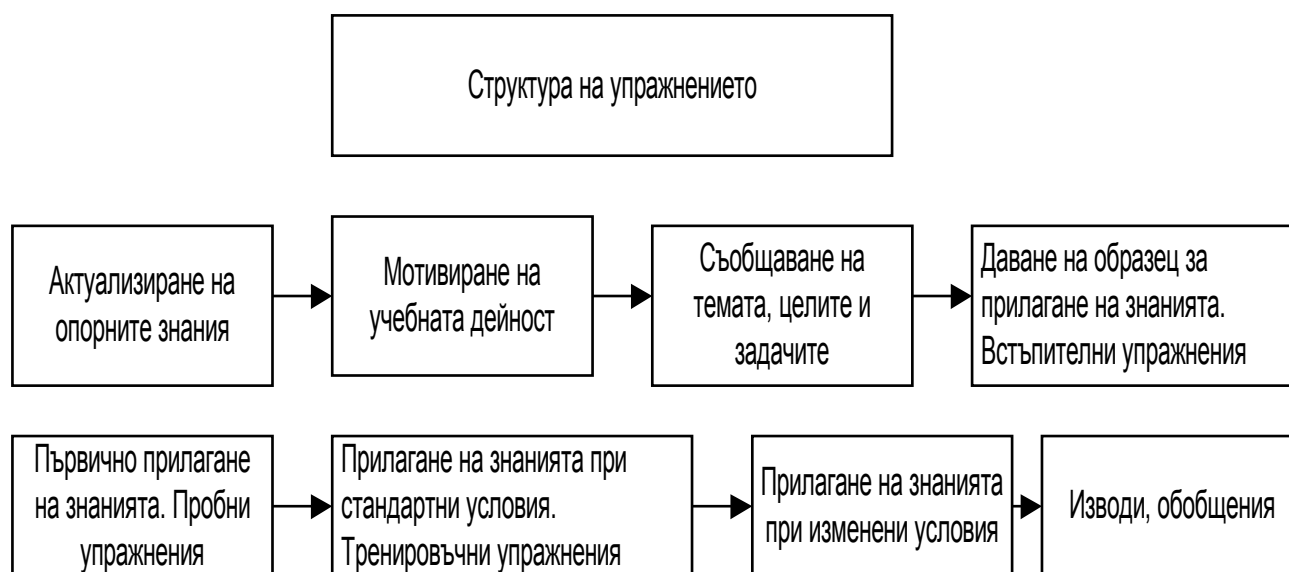 Структура на упражнението
Актуализиране на
опорните знания
Мотивиране на
учебната дейност
Съобщаване на
темата, целите и
задачите
Даване на образец за
прилагане на знанията.
Встъпителни упражнения
Първично прилагане
на знанията. Пробни
упражнения
Прилагане на знанията при
стандартни условия.
Тренировъчни упражнения
Прилагане на знанията
при изменени условия
Изводи, обобщения